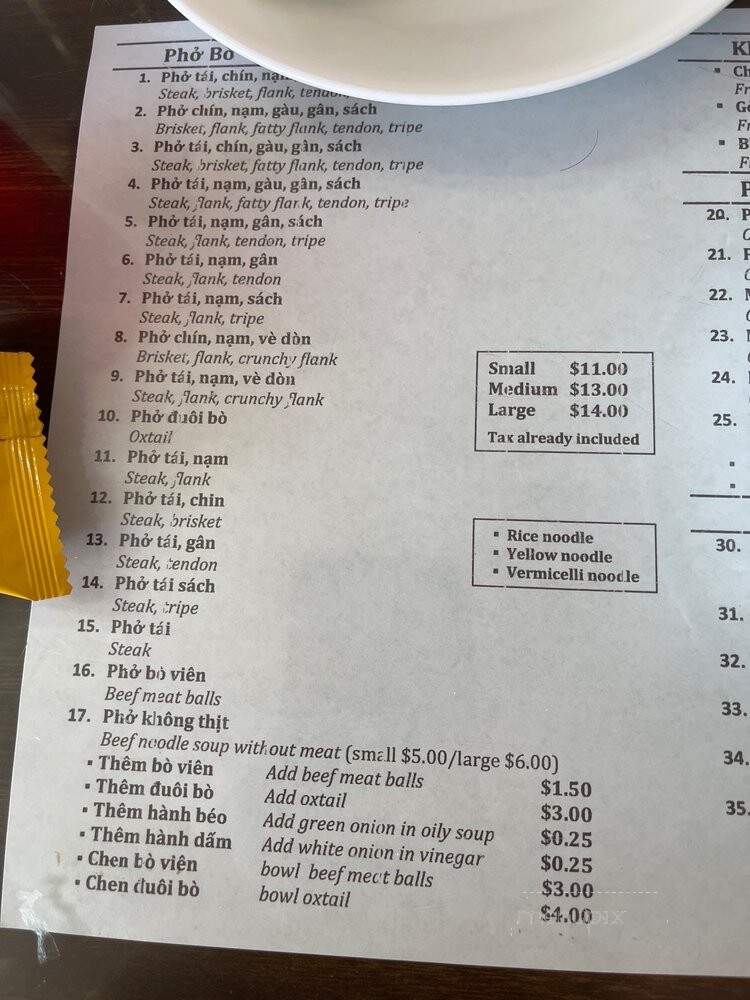 Phở Bò
1. Phở tái, chín, nạm
Steak, brisket, flank, tendon,
2. Phở chín, nạm, gàu, gân, sách
Brisket, flank, fatty flank, tendon, tripe
3. Phở tái, chín, gàu, gân, sách
Steak, brisket, fatty flank, tendon, tripe
4. Phở tái, nạm, gàu, gân, sách
Steak, flank, fatty flank, tendon, tripe
5. Phở tái, nạm, gân, sách
Steak, flank, tendon, tripe
6. Phở tái, nạm, gân
Steak, flank, tendon
7. Phở tái, nạm, sách
Steak, flank, tripe
8. Phở chín, nạm, vè dòn
Brisket, flank, crunchy flank
9. Phở tái, nạm, vè dòn
Steak, flank, crunchy flank
10. Phở đuôi bò
Oxtail
11. Phở tái, nạm
Steak, flank
12. Phở tái, chin
Steak, brisket
13. Phở tái, gân
Steak, tendon
14. Phở tái sách
Steak, tripe
15. Phở tái
Steak
16. Phở bò viên
Beef meat balls
17. Phở không thịt
Beef noodle soup without meat (small $5.00/large $6.00)
▪ Thêm bò viên Add beef meat balls $1.50
▪ Thêm đuôi bò Add oxtail $3.00
▪ Thêm hành béo Add green onion in oily soup $0.25
▪ Thêm hành dấm Add white onion in vinegar $0.25
▪ Chen bò viên bowl beef meat balls $3.00
▪ Chen đuôi bò bowl oxtail $4.00
Small $11.00
Medium $13.00
Large $14.00
Tax already included
▪ Rice noodle
▪ Yellow noodle
▪ Vermicelli noodle
20.
21.
22.
23.
24.
25.
30.
31.
32.
33.
34.
35.